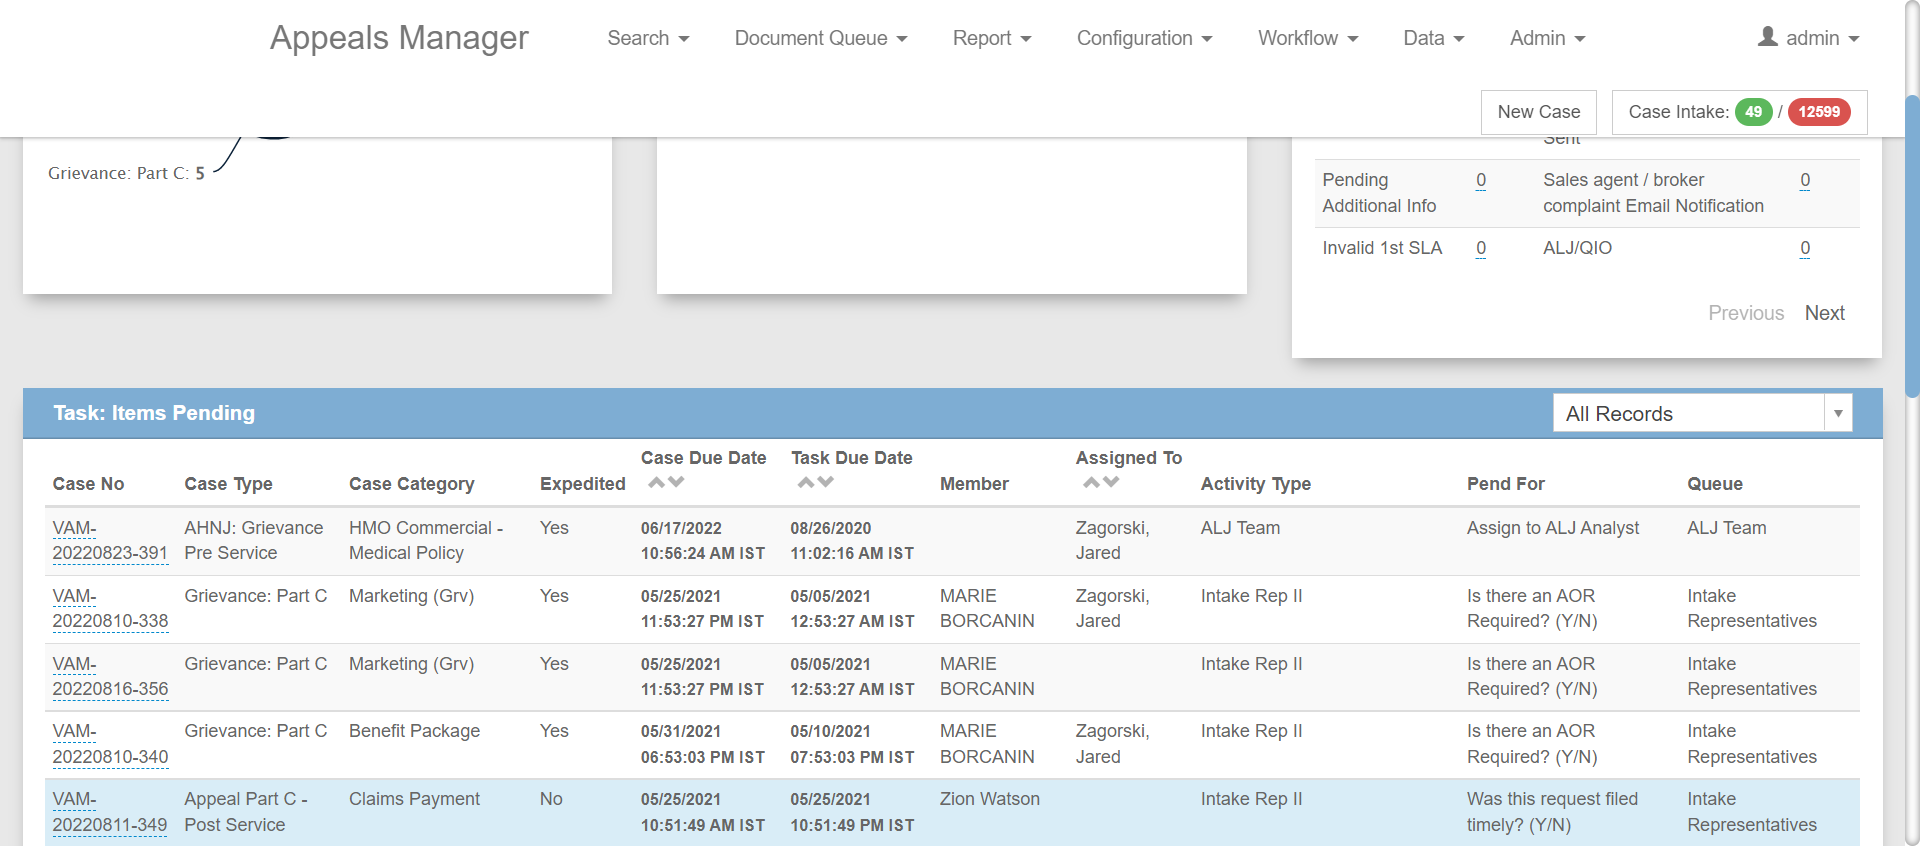 Appeals Manager
Search
Document Queue
Report
Configuration
Workflow
Data
Admin
admin
New Case
Case Intake: 49 / 12599
Grievance: Part C: 5
Sent
Pending Additional Info 0 Sales agent / broker complaint Email Notification 0
Invalid 1st SLA 0 ALJ/QIO 0
Previous Next
Task: Items Pending
All Records
Case No Case Type Case Category Expedited Case Due Date Task Due Date Member Assigned To Activity Type Pend For Queue
VAM-20220823-391 AHNJ: Grievance Pre Service HMO Commercial - Medical Policy Yes 06/17/2022 10:56:24 AM IST 08/26/2020 11:02:16 AM IST Zagorski, Jared ALJ Team Assign to ALJ Analyst ALJ Team
VAM-20220810-338 Grievance: Part C Marketing (Grv) Yes 05/25/2021 11:53:27 PM IST 05/05/2021 12:53:27 AM IST MARIE BORCANIN Zagorski, Jared Intake Rep II Is there an AOR Required? (Y/N) Intake Representatives
VAM-20220816-356 Grievance: Part C Marketing (Grv) Yes 05/25/2021 11:53:27 PM IST 05/05/2021 12:53:27 AM IST MARIE BORCANIN Intake Rep II Is there an AOR Required? (Y/N) Intake Representatives
VAM-20220810-340 Grievance: Part C Benefit Package Yes 05/31/2021 06:53:03 PM IST 05/10/2021 07:53:03 PM IST MARIE BORCANIN Zagorski, Jared Intake Rep II Is there an AOR Required? (Y/N) Intake Representatives
VAM-20220811-349 Appeal Part C - Post Service Claims Payment No 05/25/2021 10:51:49 AM IST 05/25/2021 10:51:49 PM IST Zion Watson Intake Rep II Was this request filed timely? (Y/N) Intake Representatives